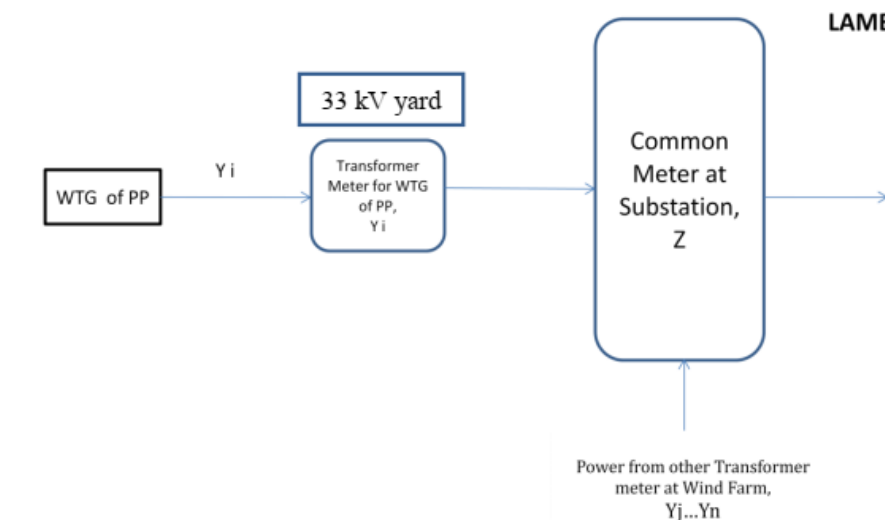 LAMB
33 kV yard
WTG of PP
Y i
Transformer
Meter for WTG
of PP,
Y i
Common
Meter at
Substation,
Z
Power from other Transformer
meter at Wind Farm,
Yj...Yn